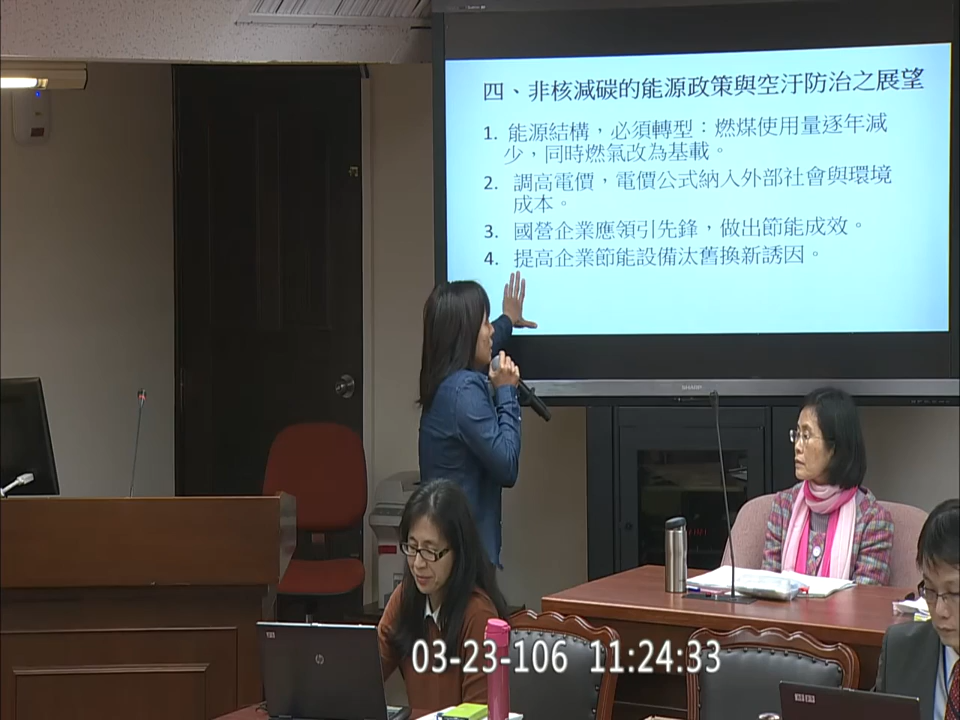 四、非核減碳的能源政策與空汙防治之展望
1. 能源結構，必須轉型：燃煤使用量逐年減
少，同時燃氣改為基載。
2. 調高電價，電價公式納入外部社會與環境
成本。
3. 國營企業應領引先鋒，做出節能成效。
4. 提高企業節能設備汰舊換新誘因。
SHARP
hp
03-23-106 11:24:33